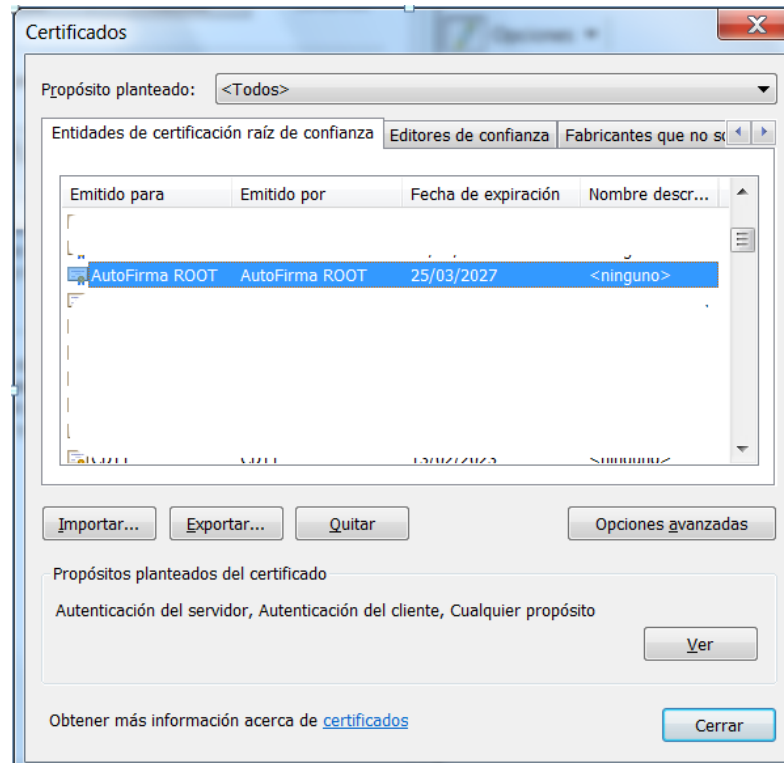 Opciones
Certificados
X
Propósito planteado: <Todos>
Entidades de certificación raíz de confianza Editores de confianza Fabricantes que no
Emitido para Emitido por Fecha de expiración Nombre descr...
AutoFirma ROOT AutoFirma ROOT 25/03/2027 <ninguno>
<ninguno>
Importar... Exportar... Quitar Opciones avanzadas
Propósitos planteados del certificado
Autenticación del servidor, Autenticación del cliente, Cualquier propósito
Ver
Obtener más información acerca de certificados
Cerrar